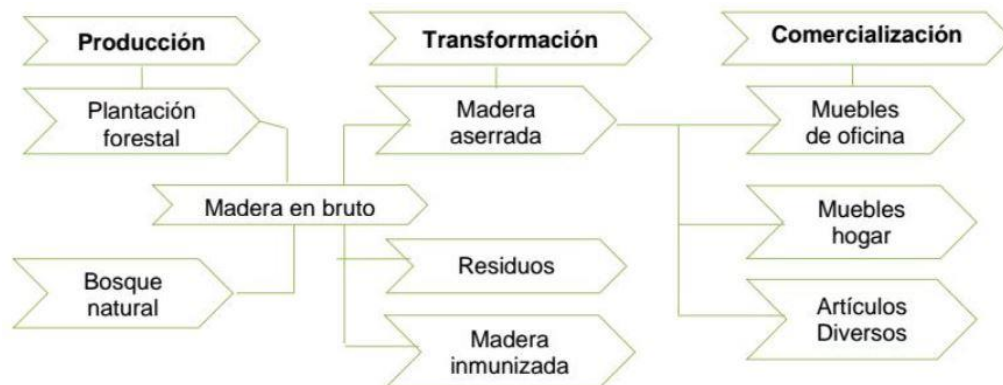 Producción
Transformación
Comercialización
Plantación
forestal
Madera
aserrada
Muebles
de oficina
Madera en bruto
Muebles
hogar
Bosque
natural
Residuos
Artículos
Diversos
Madera
inmunizada